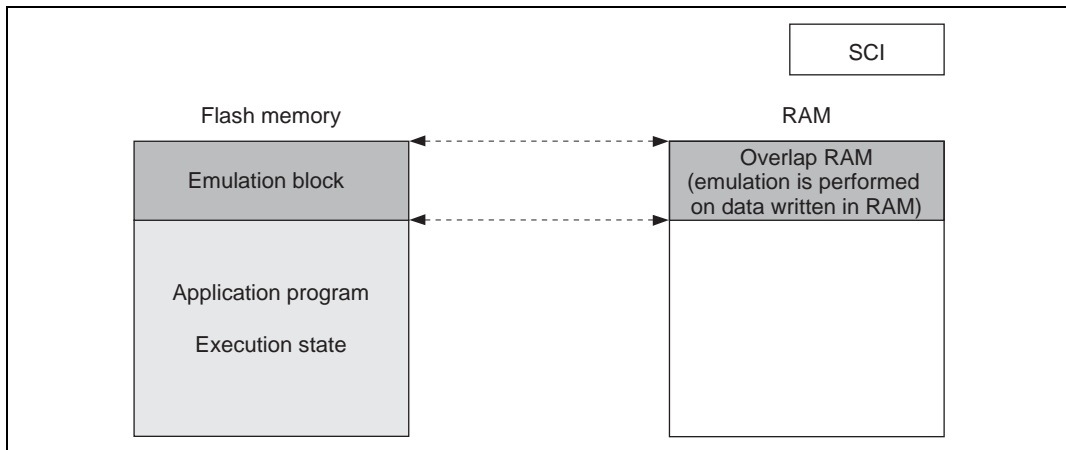 SCI
Flash memory
RAM
Emulation block
Overlap RAM
(emulation is performed
on data written in RAM)
Application program
Execution state